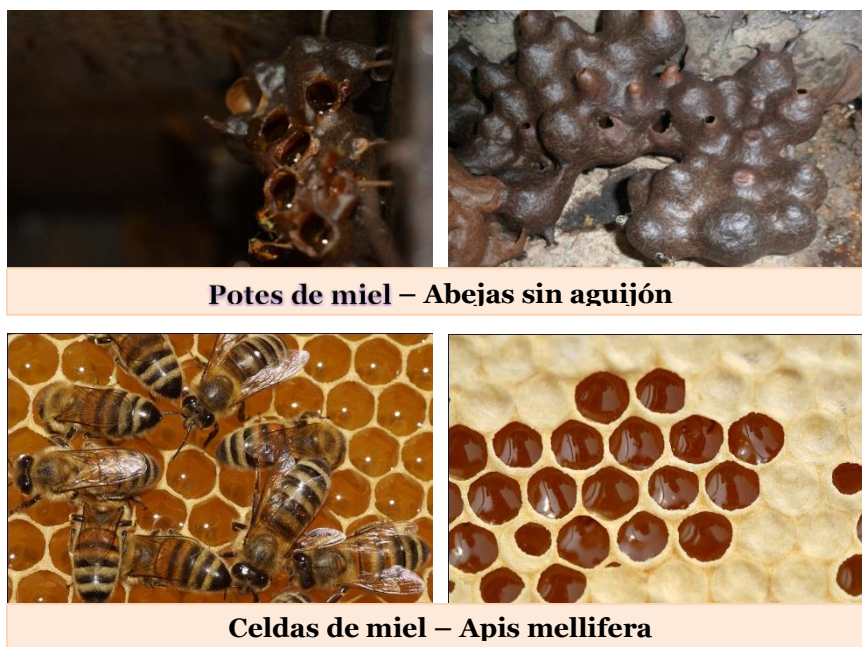 Potes de miel – Abejas sin aguijón
Celdas de miel – Apis mellifera